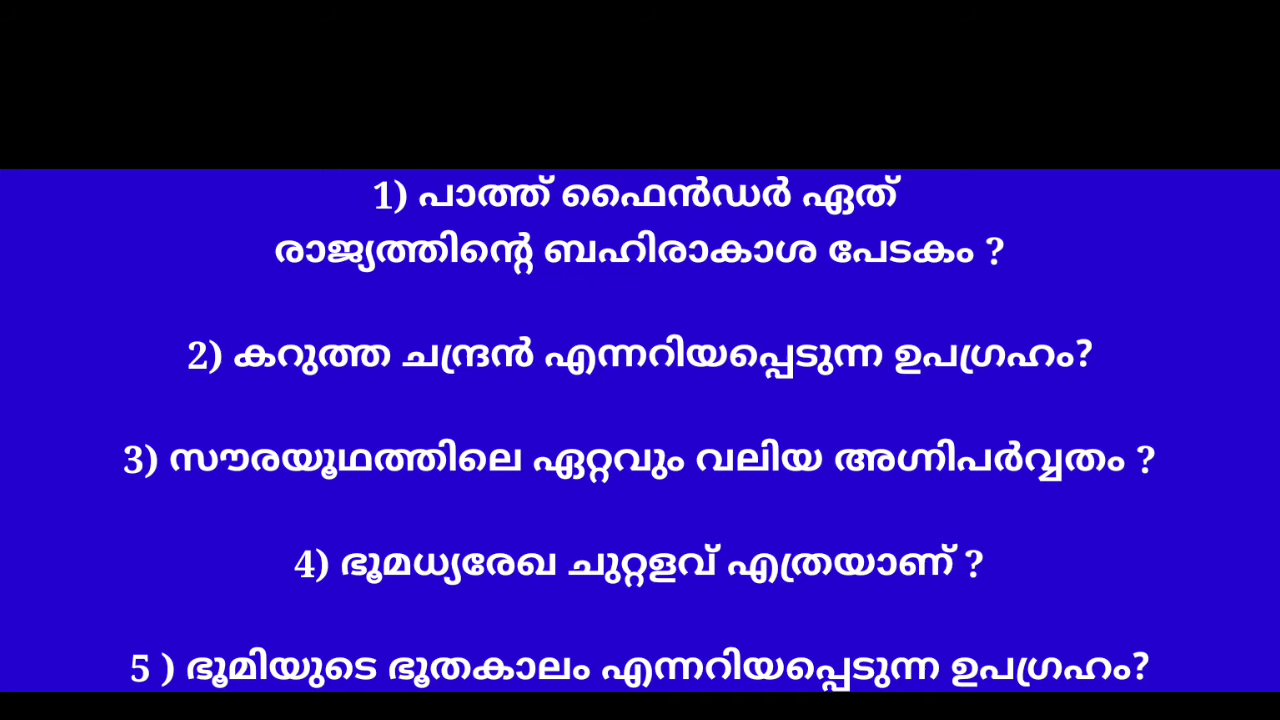 1) പാത്ത് ഫൈൻഡർ ഏത്
രാജ്യത്തിന്റെ ബഹിരാകാശ പേടകം ?
2) കറുത്ത ചന്ദ്രൻ എന്നറിയപ്പെടുന്ന ഉപഗ്രഹം?
3) സൗരയൂഥത്തിലെ ഏറ്റവും വലിയ അഗ്നിപർവ്വതം ?
4) ഭൂമധ്യരേഖ ചുറ്റളവ് എത്രയാണ് ?
5 ) ഭൂമിയുടെ ഭൂതകാലം എന്നറിയപ്പെടുന്ന ഉപഗ്രഹം?